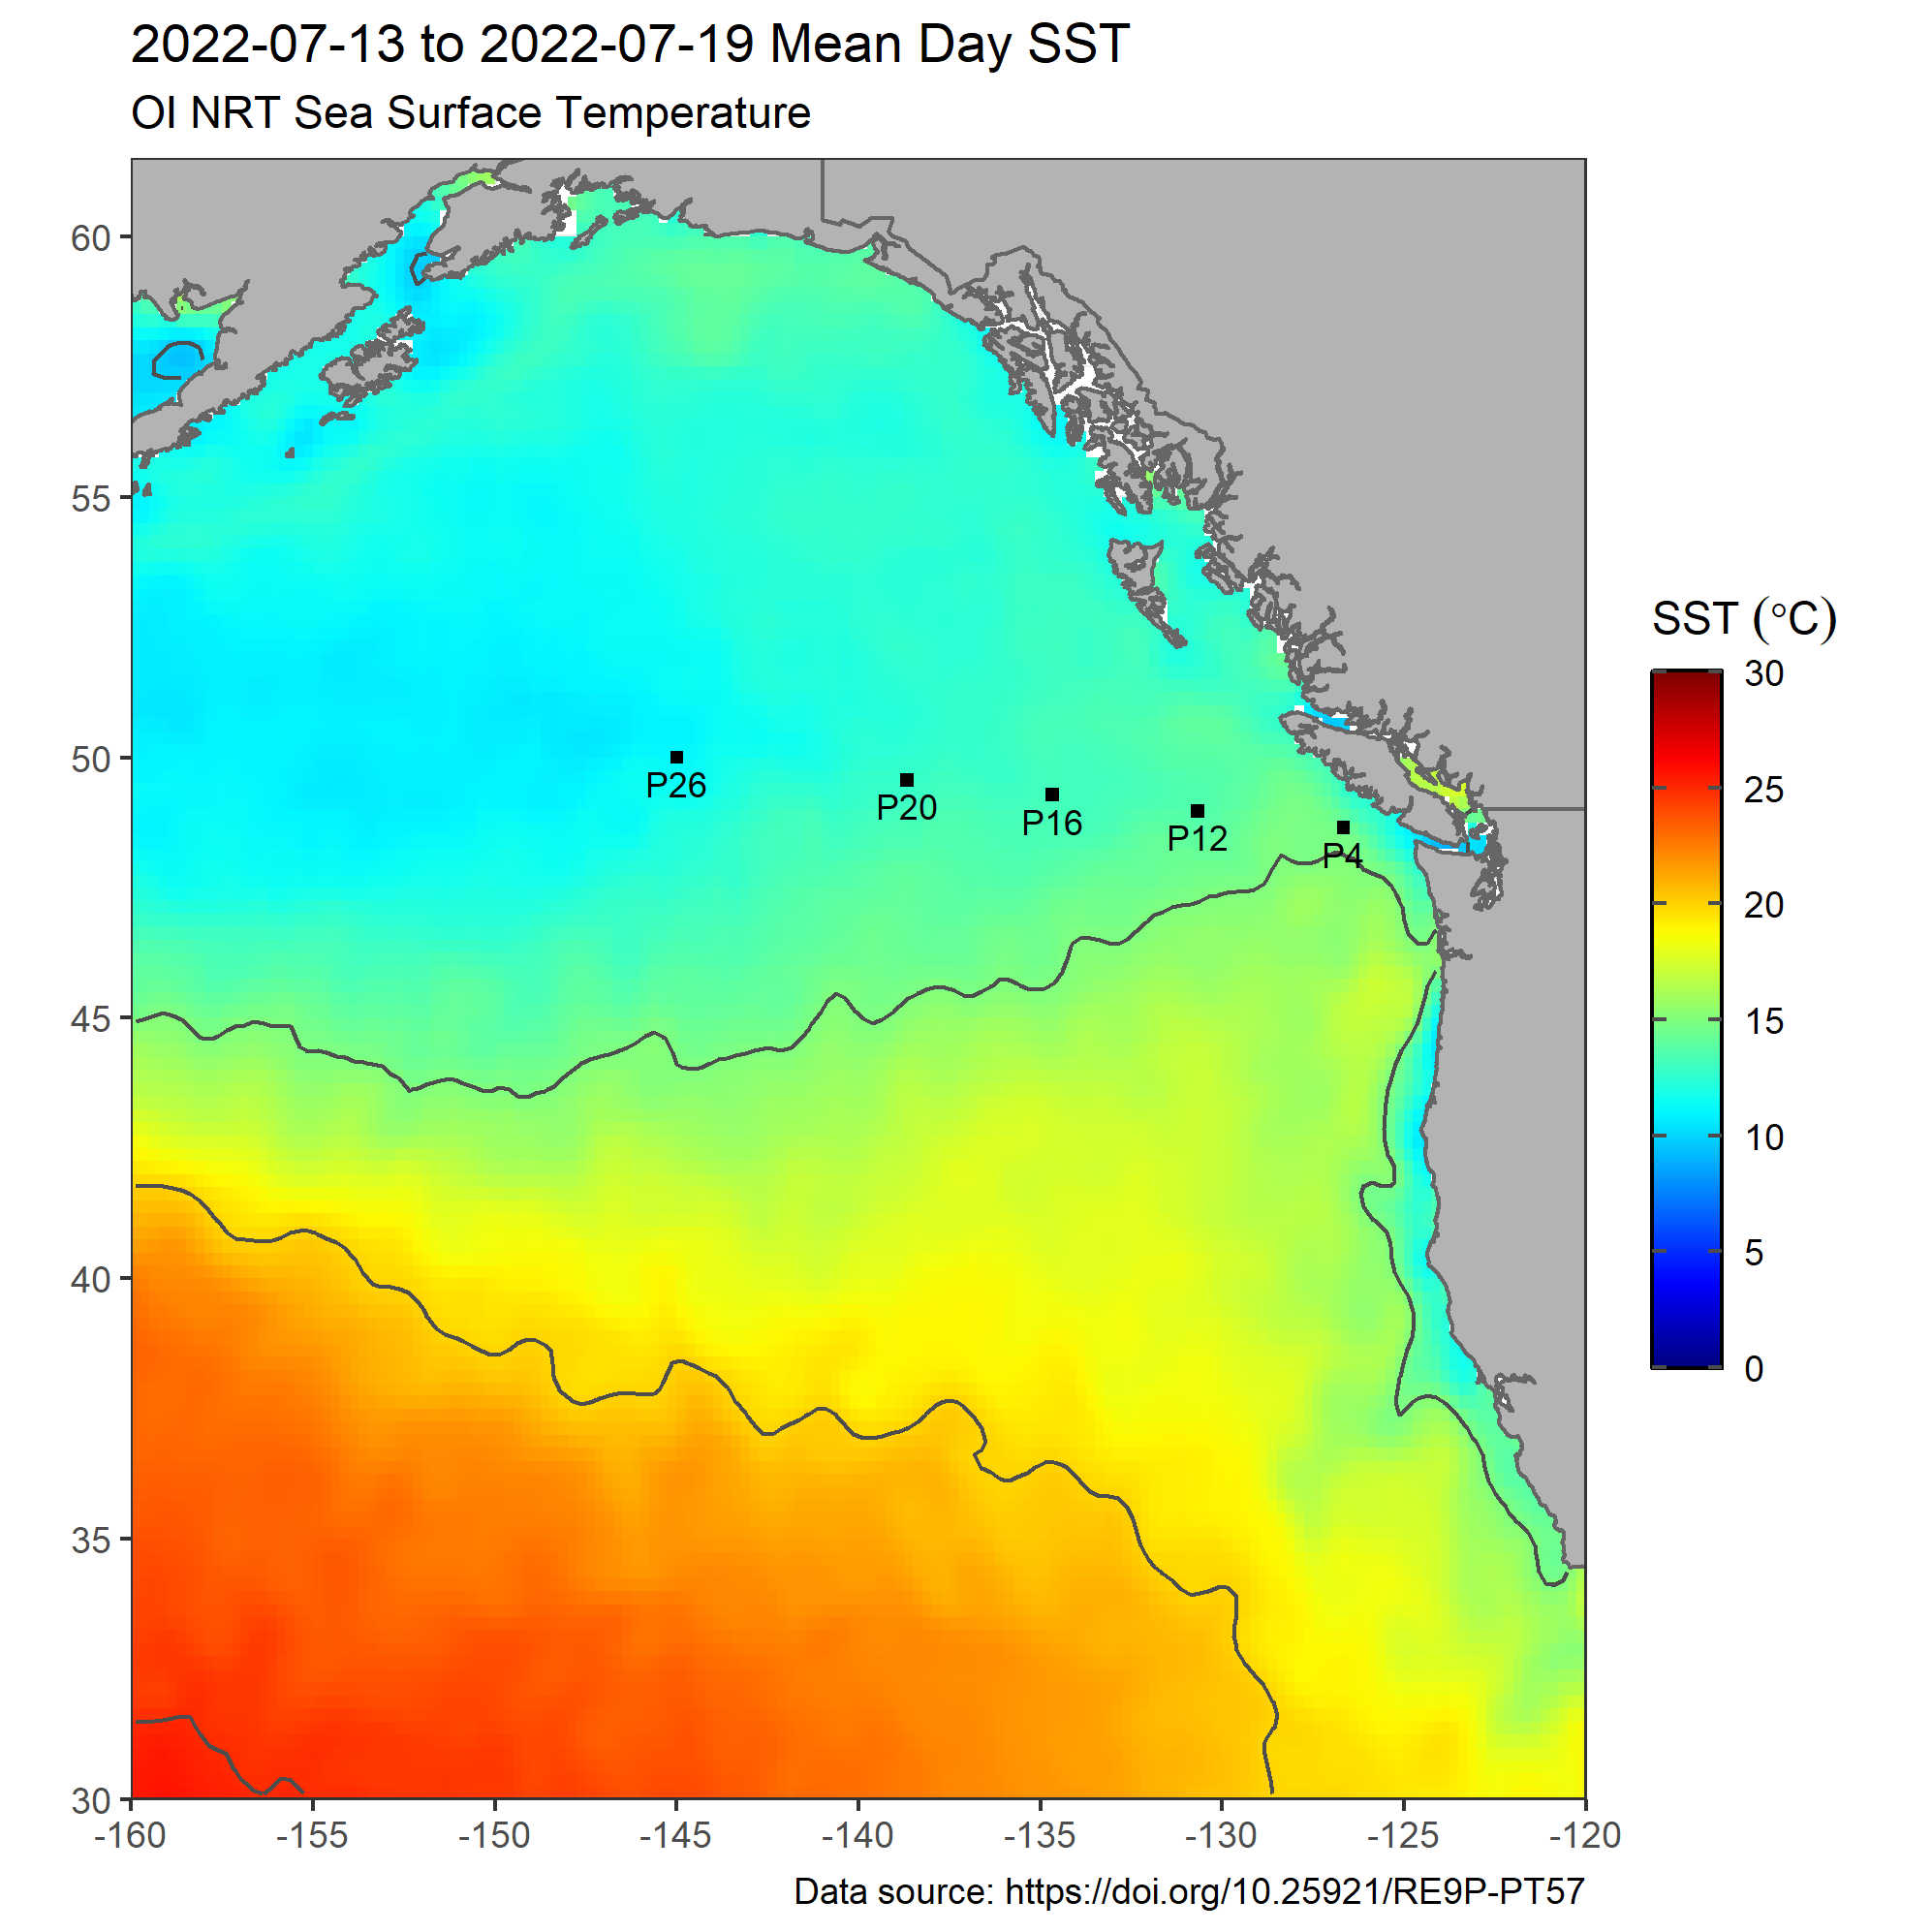 2022-07-13 to 2022-07-19 Mean Day SST
OI NRT Sea Surface Temperature
60
55
50
45
40
35
30
P26
P20
P16
P12
P4
-160
-155
-150
-145
-140
-135
-130
-125
-120
SST (°C)
30
25
20
15
10
5
0
Data source: https://doi.org/10.25921/RE9P-PT57